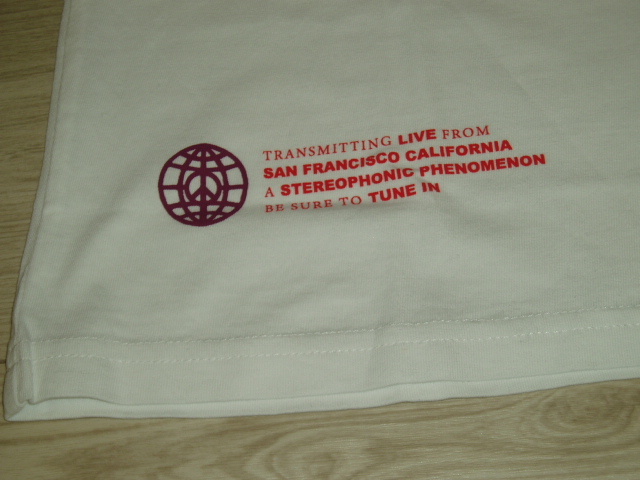 TRANSMITTING LIVE FROM
SAN FRANCISCO CALIFORNIA
A STEREOPHONIC PHENOMENON
BE SURE TO TUNE IN